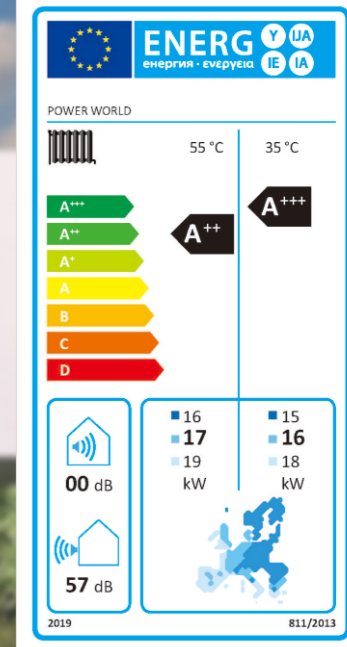 ENERG Y IJA
енергия · ενεργεια IE IA
POWER WORLD
55 °C 35 °C
A+++
A++
A+
A
B
C
D
A++
A+++
00 dB
57 dB
16
17
19
kW
15
16
18
kW
2019 811/2013